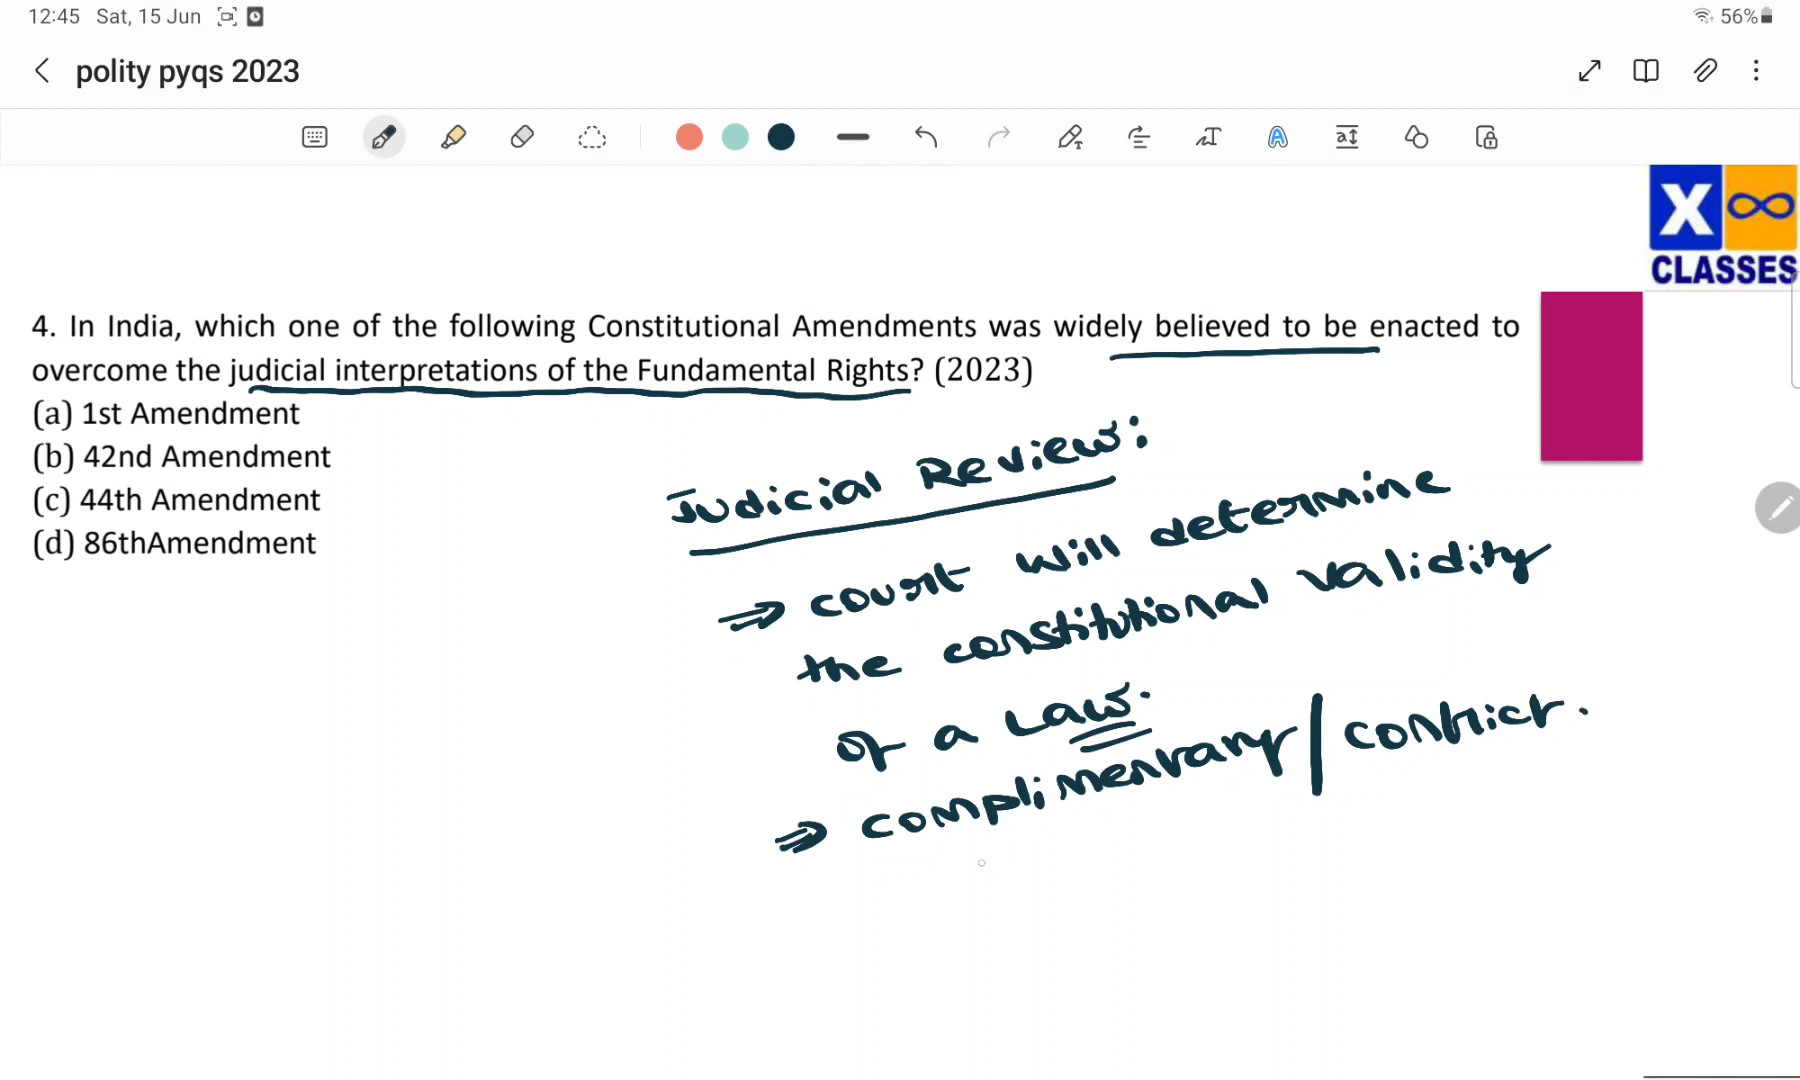 12:45 Sat, 15 Jun
56%
polity pyqs 2023
X
CLASSES
4. In India, which one of the following Constitutional Amendments was widely believed to be enacted to
overcome the judicial interpretations of the Fundamental Rights? (2023)
(a) 1st Amendment
(b) 42nd Amendment
(c) 44th Amendment
(d) 86thAmendment
Judicial Review:
⇒ court will determine
the constitutional validity
of a Law.
⇒ complimentary | conflict.